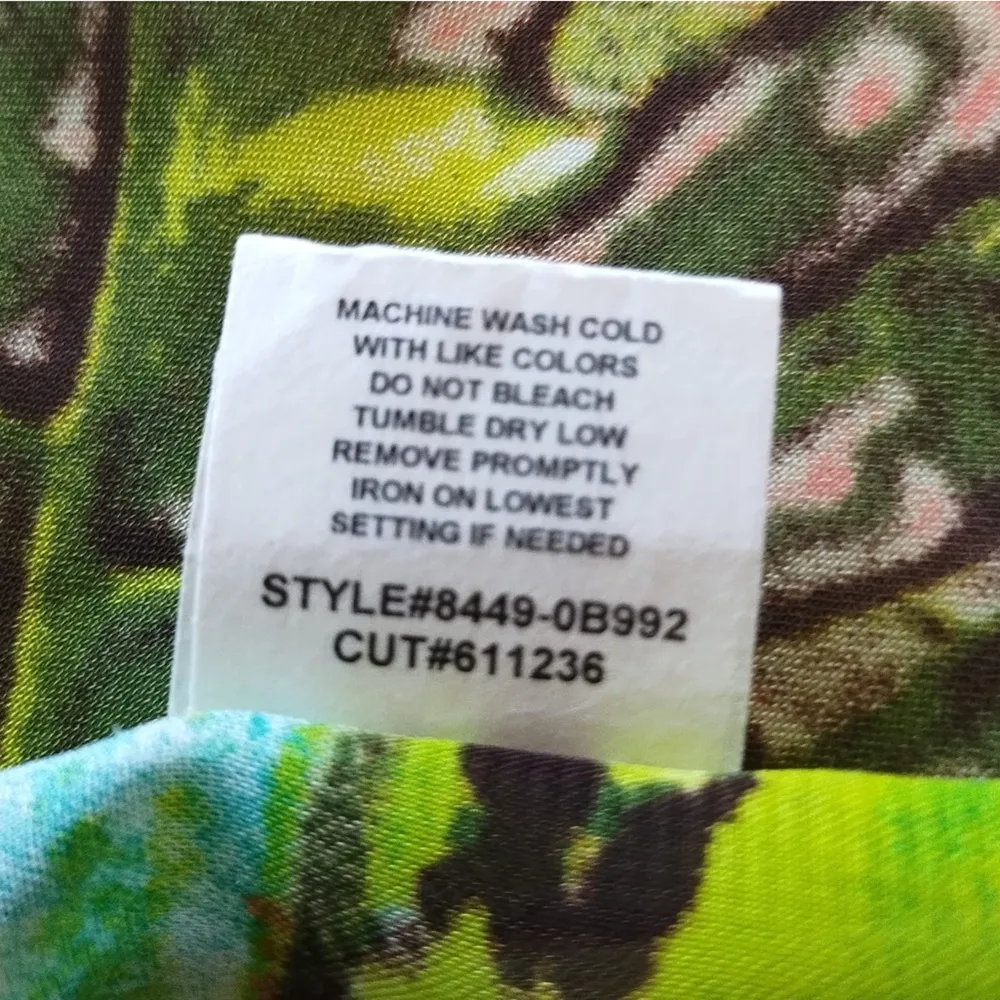 MACHINE WASH COLD
WITH LIKE COLORS
DO NOT BLEACH
TUMBLE DRY LOW
REMOVE PROMPTLY
IRON ON LOWEST
SETTING IF NEEDED
STYLE#8449-0B992
CUT#611236